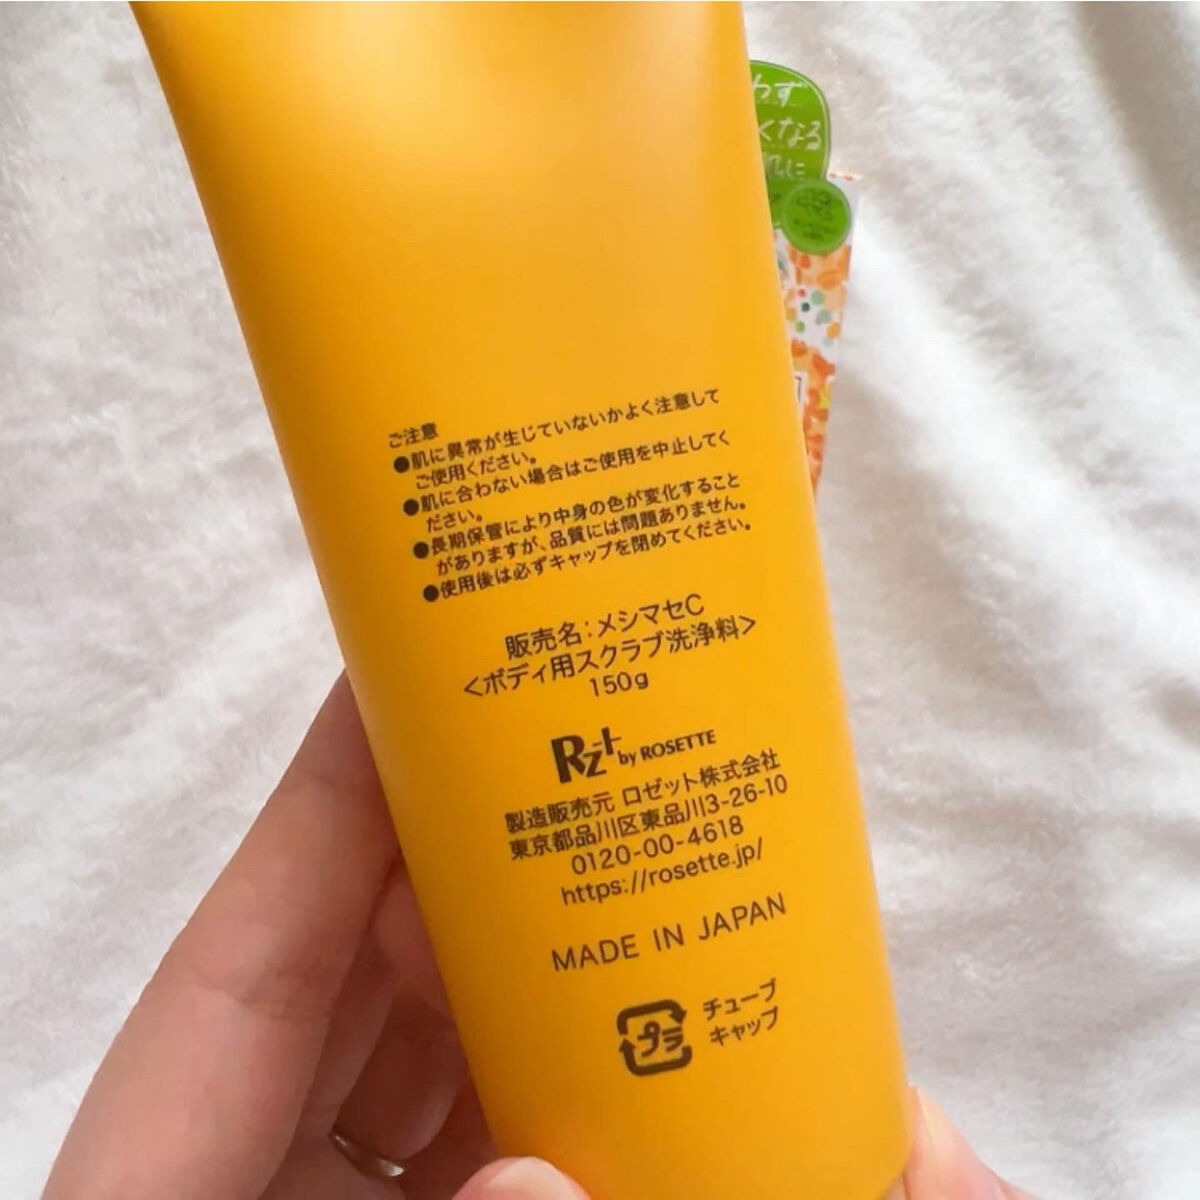 ご注意
●肌に異常が生じていないかよく注意して
ご使用ください。
●肌に合わない場合はご使用を中止してく
ださい。
●長期保管により中身の色が変化すること
がありますが、品質には問題ありません。
●使用後は必ずキャップを閉めてください。
販売名:メシマセC
<ボディ用スクラブ洗浄料>
150g
Rz+ by ROSETTE
製造販売元 ロゼット株式会社
東京都品川区東品川3-26-10
0120-00-4618
https://rosette.jp/
MADE IN JAPAN
プラ
チューブ
キャップ
わず
くなる
肌に